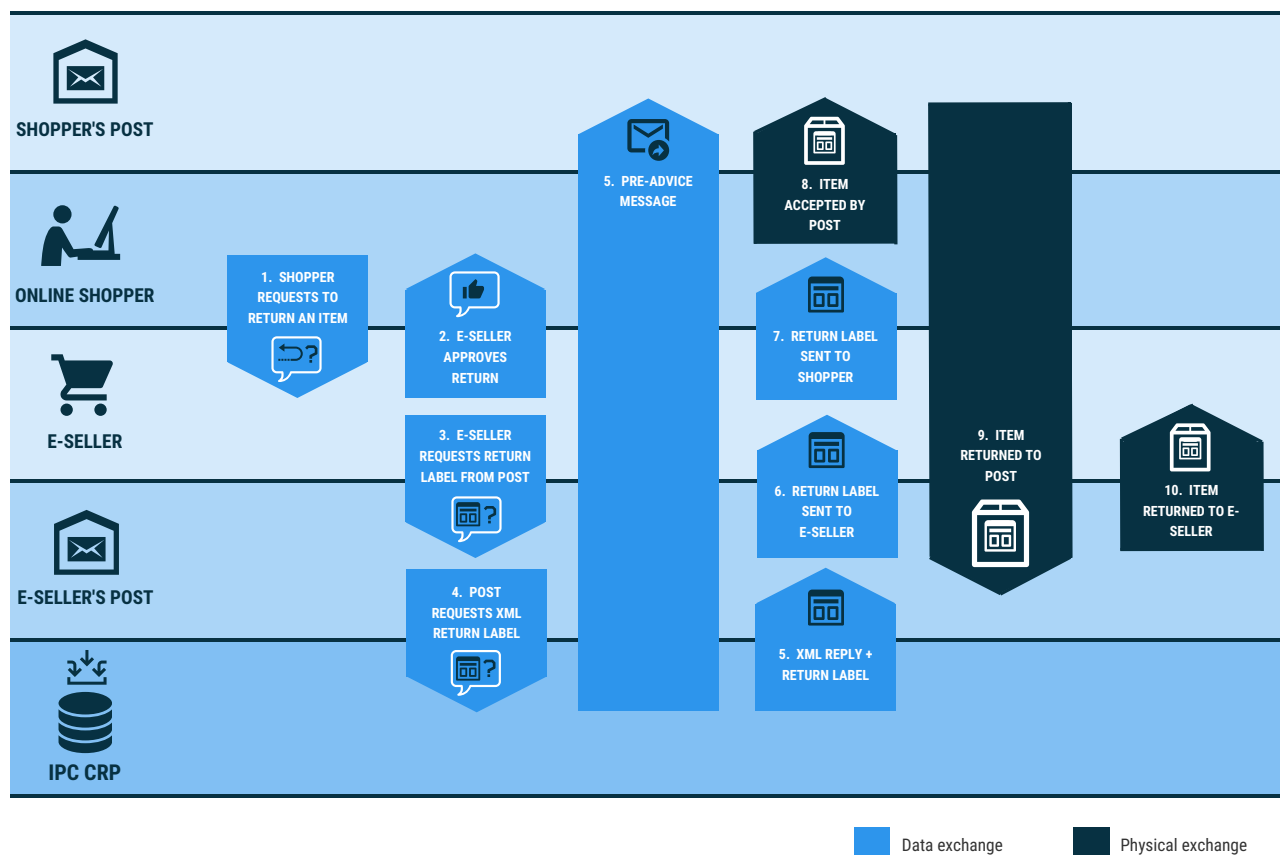 SHOPPER'S POST
ONLINE SHOPPER
E-SELLER
E-SELLER'S POST
IPC CRP
1. SHOPPER
REQUESTS TO
RETURN AN ITEM
?
2. E-SELLER
APPROVES
RETURN
3. E-SELLER
REQUESTS RETURN
LABEL FROM POST
?
4. POST
REQUESTS XML
RETURN LABEL
?
5. PRE-ADVICE
MESSAGE
8. ITEM
ACCEPTED BY
POST
7. RETURN LABEL
SENT TO
SHOPPER
6. RETURN LABEL
SENT TO
E-SELLER
5. XML REPLY +
RETURN LABEL
9. ITEM
RETURNED TO
POST
10. ITEM
RETURNED TO E-
SELLER
Data exchange
Physical exchange